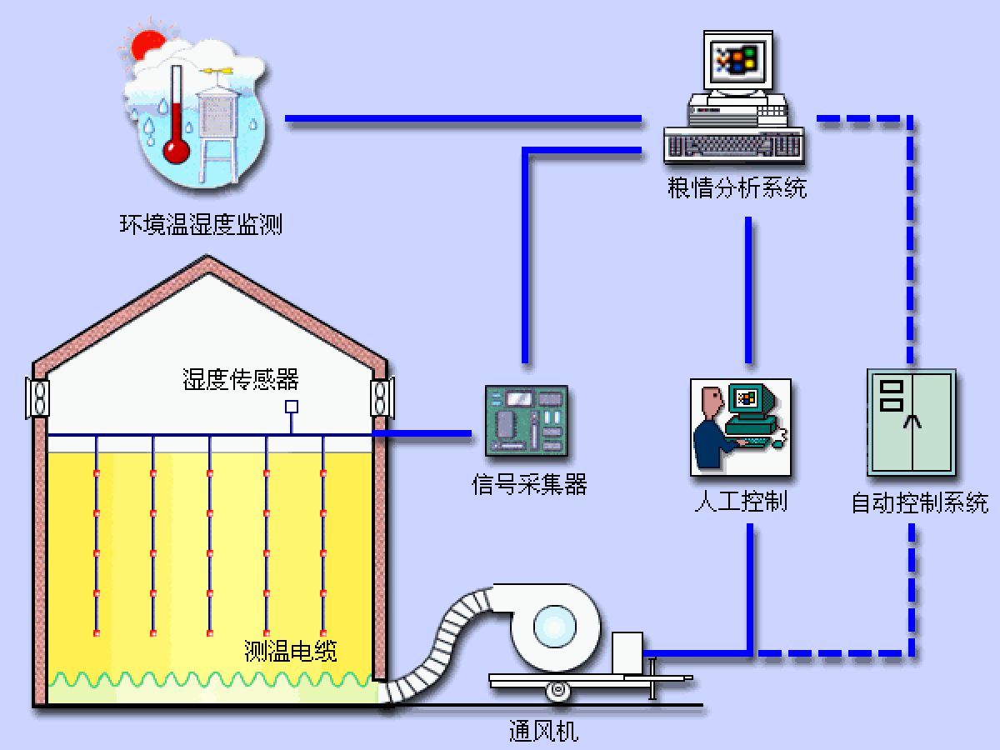 粮情分析系统
环境温湿度监测
湿度传感器
信号采集器
人工控制
自动控制系统
测温电缆
通风机